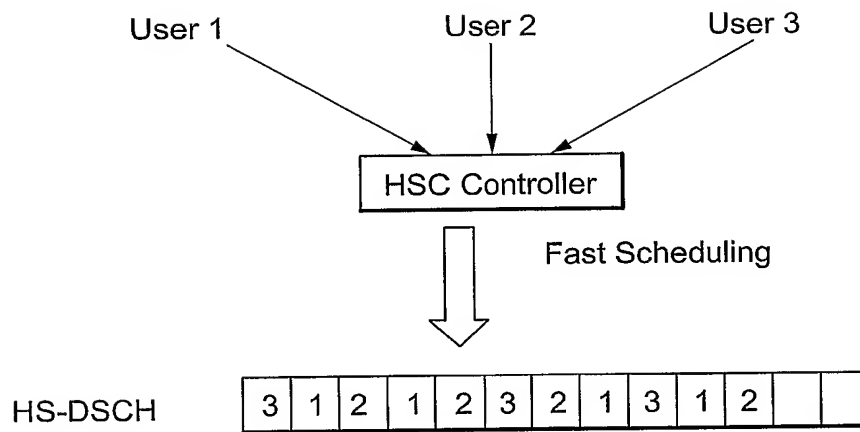 User 1 User 2 User 3
HSC Controller
Fast Scheduling
HS-DSCH 3 1 2 1 2 3 2 1 3 1 2